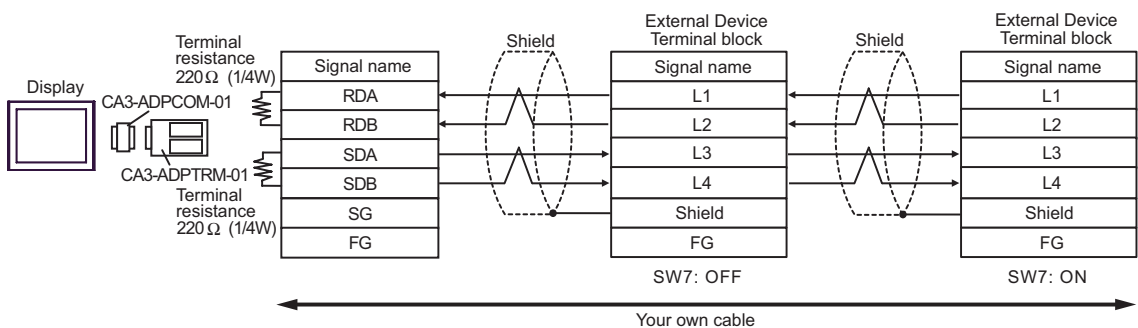 Display
CA3-ADPCOM-01
CA3-ADPTRM-01
Terminal
resistance
220Ω (1/4W)
Terminal
resistance
220Ω (1/4W)
Signal name
RDA
RDB
SDA
SDB
SG
FG
Shield
External Device
Terminal block
Signal name
L1
L2
L3
L4
Shield
FG
SW7: OFF
Shield
External Device
Terminal block
Signal name
L1
L2
L3
L4
Shield
FG
SW7: ON
Your own cable